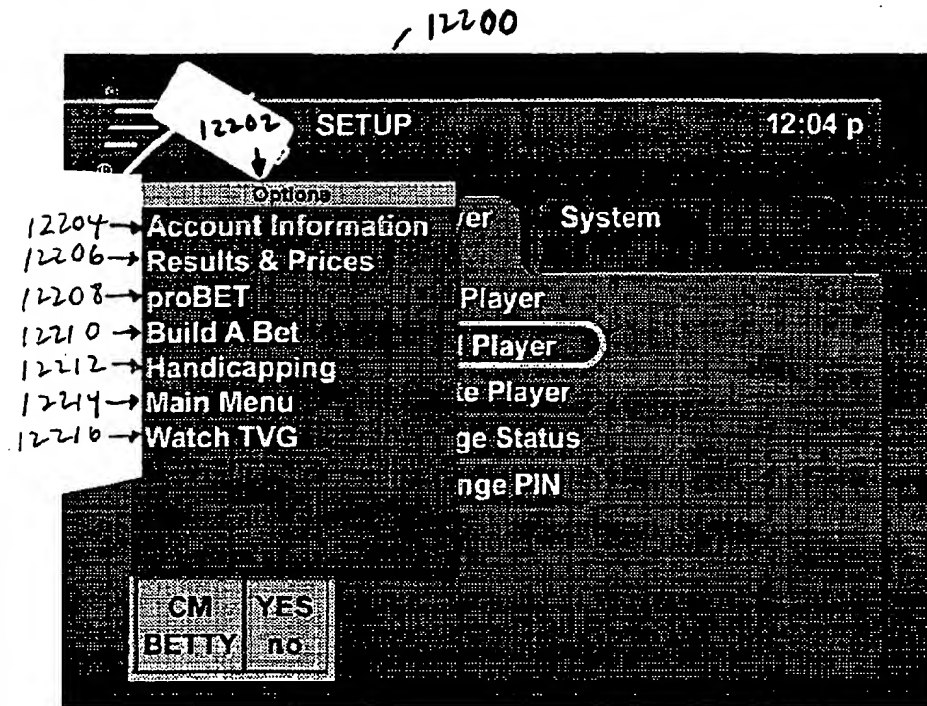 12200
12202 SETUP 12:04 p
Options
12204 Account Information yer System
12206 Results & Prices
12208 proBET Player
12210 Build A Bet l Player
12212 Handicapping te Player
12214 Main Menu
12216 Watch TVG ge Status
nge PIN
CM YES
BETTY no